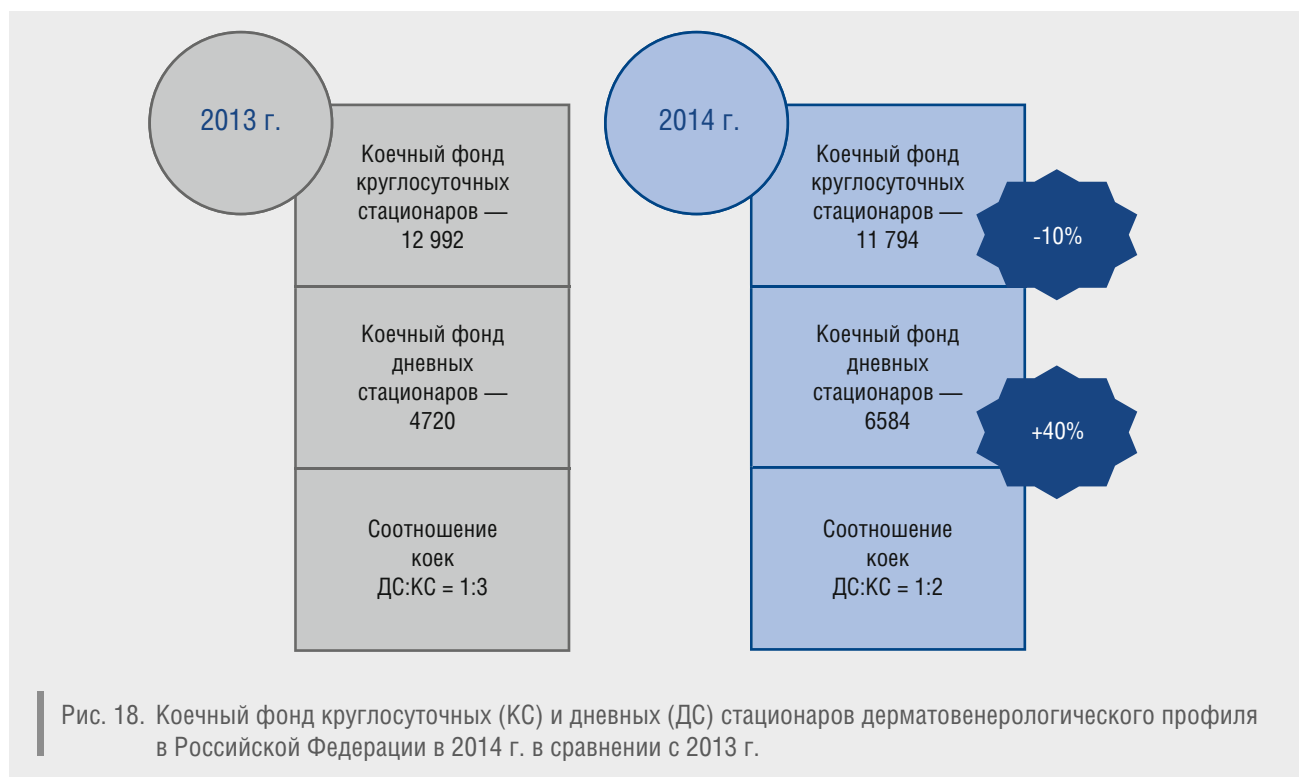 2013 г.
Коечный фонд
круглосуточных
стационаров —
12 992
Коечный фонд
дневных
стационаров —
4720
Соотношение
коек
ДС:КС = 1:3
2014 г.
Коечный фонд
круглосуточных
стационаров —
11 794
-10%
Коечный фонд
дневных
стационаров —
6584
+40%
Соотношение
коек
ДС:КС = 1:2
Рис. 18. Коечный фонд круглосуточных (КС) и дневных (ДС) стационаров дерматовенерологического профиля
в Российской Федерации в 2014 г. в сравнении с 2013 г.